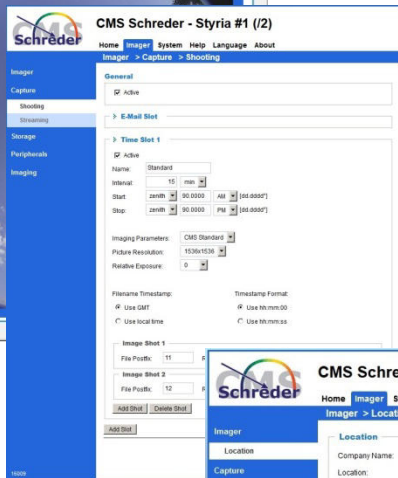 CMS
Schreder
CMS Schreder - Styria #1 (/2)
Home Imager System Help Language About
Imager > Capture > Shooting
Imager
Capture
Shooting
Streaming
Storage
Peripherals
Imaging
General
Active
E-Mail Slot
Time Slot 1
Active
Name: Standard
Interval: 15 min
Start: zenith 90.0000 AM [dd.dddd°]
Stop: zenith 90.0000 PM [dd.dddd°]
Imaging Parameters: CMS Standard
Picture Resolution: 1536x1536
Relative Exposure: 0
Filename Timestamp: Timestamp Format:
Use GMT Use hh:mm:00
Use local time Use hh:mm:ss
Image Shot 1
File Postfix: 11
Image Shot 2
File Postfix: 12
Add Shot Delete Shot
Add Slot
CMS
Schreder
CMS Schre
Home Imager S
Imager > Locati
Imager
Location
Capture
Location
Company Name:
Location: